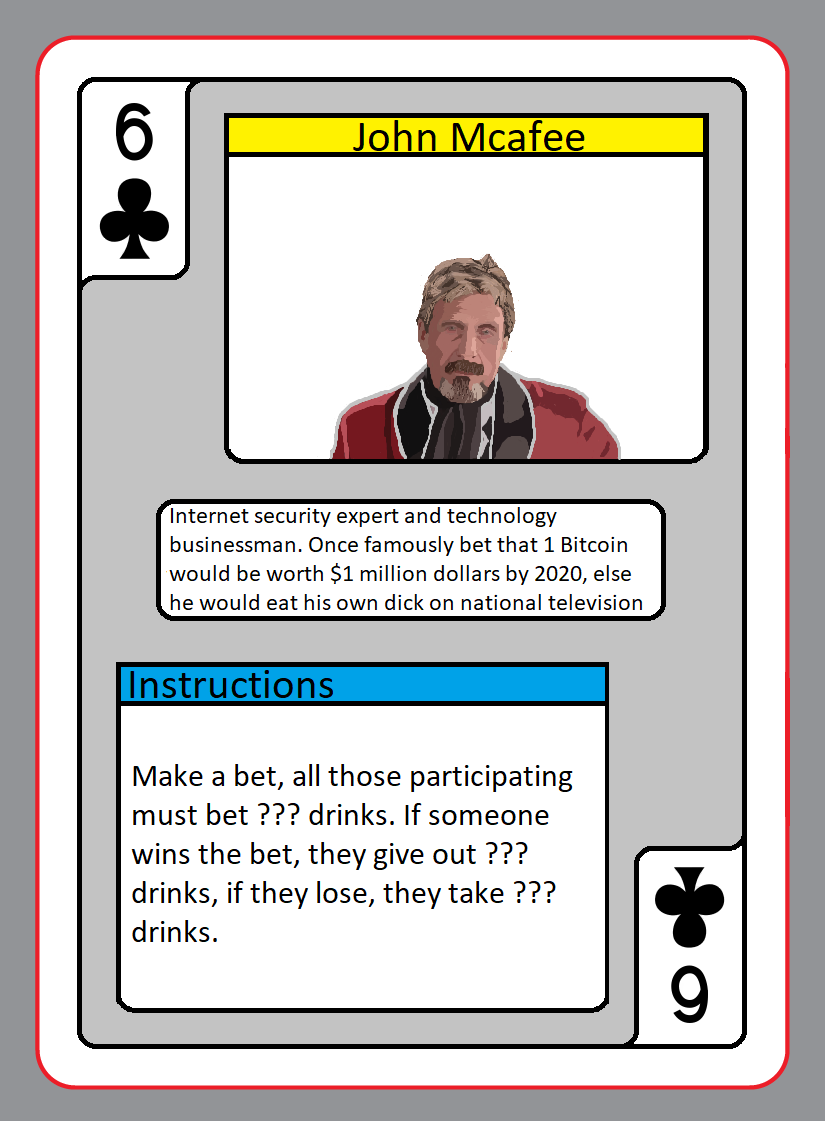 6
John Mcafee
Internet security expert and technology
businessman. Once famously bet that 1 Bitcoin
would be worth $1 million dollars by 2020, else
he would eat his own dick on national television
Instructions
Make a bet, all those participating
must bet ??? drinks. If someone
wins the bet, they give out ???
drinks, if they lose, they take ???
drinks.
6